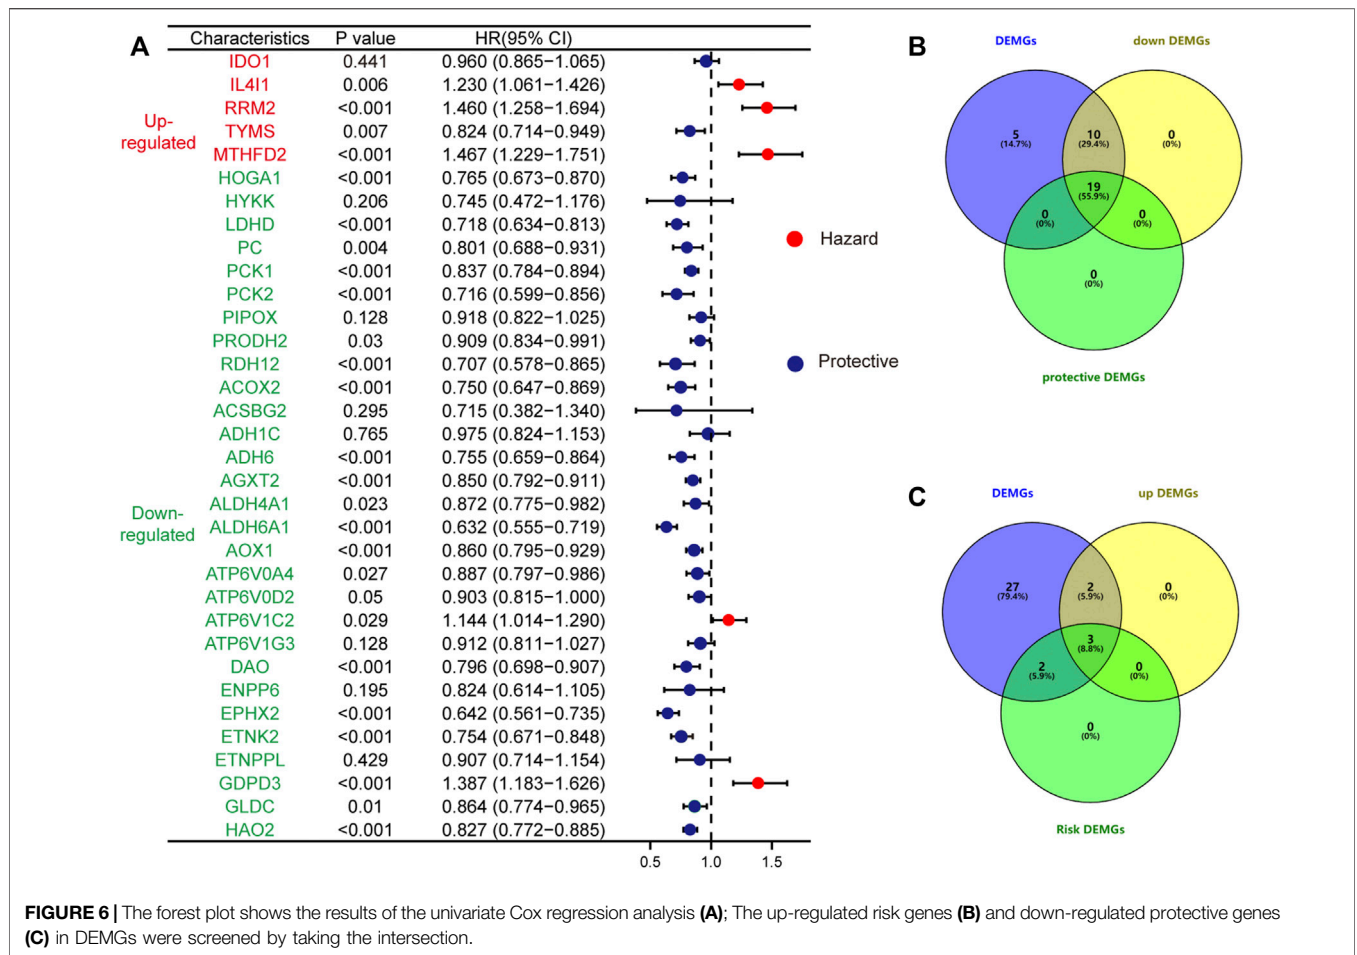 A
Characteristics P value HR(95% CI)
IDO1 0.441 0.960 (0.865−1.065)
IL4I1 0.006 1.230 (1.061−1.426)
RRM2 <0.001 1.460 (1.258−1.694)
TYMS 0.007 0.824 (0.714−0.949)
MTHFD2 <0.001 1.467 (1.229−1.751)
HOGA1 <0.001 0.765 (0.673−0.870)
HYKK 0.206 0.745 (0.472−1.176)
LDHD <0.001 0.718 (0.634−0.813)
PC 0.004 0.801 (0.688−0.931)
PCK1 <0.001 0.837 (0.784−0.894)
PCK2 <0.001 0.716 (0.599−0.856)
PIPOX 0.128 0.918 (0.822−1.025)
PRODH2 0.03 0.909 (0.834−0.991)
RDH12 <0.001 0.707 (0.578−0.865)
ACOX2 <0.001 0.750 (0.647−0.869)
ACSBG2 0.295 0.715 (0.382−1.340)
ADH1C 0.765 0.975 (0.824−1.153)
ADH6 <0.001 0.755 (0.659−0.864)
AGXT2 <0.001 0.850 (0.792−0.911)
ALDH4A1 0.023 0.872 (0.775−0.982)
ALDH6A1 <0.001 0.632 (0.555−0.719)
AOX1 <0.001 0.860 (0.795−0.929)
ATP6V0A4 0.027 0.887 (0.797−0.986)
ATP6V0D2 0.05 0.903 (0.815−1.000)
ATP6V1C2 0.029 1.144 (1.014−1.290)
ATP6V1G3 0.128 0.912 (0.811−1.027)
DAO <0.001 0.796 (0.698−0.907)
ENPP6 0.195 0.824 (0.614−1.105)
EPHX2 <0.001 0.642 (0.561−0.735)
ETNK2 <0.001 0.754 (0.671−0.848)
ETNPPL 0.429 0.907 (0.714−1.154)
GDPD3 <0.001 1.387 (1.183−1.626)
GLDC 0.01 0.864 (0.774−0.965)
HAO2 <0.001 0.827 (0.772−0.885)
Up-
regulated
Down-
regulated
Hazard
Protective
0.5 1.0 1.5
B
DEMGs down DEMGs
5 10 0
(14.7%) (29.4%) (0%)
19
(55.9%)
0 0
(0%) (0%)
0
(0%)
protective DEMGs
C
DEMGs up DEMGs
27 2 0
(79.4%) (5.9%) (0%)
3
(8.8%)
2 0
(5.9%) (0%)
0
(0%)
Risk DEMGs
FIGURE 6 | The forest plot shows the results of the univariate Cox regression analysis (A); The up-regulated risk genes (B) and down-regulated protective genes
(C) in DEMGs were screened by taking the intersection.